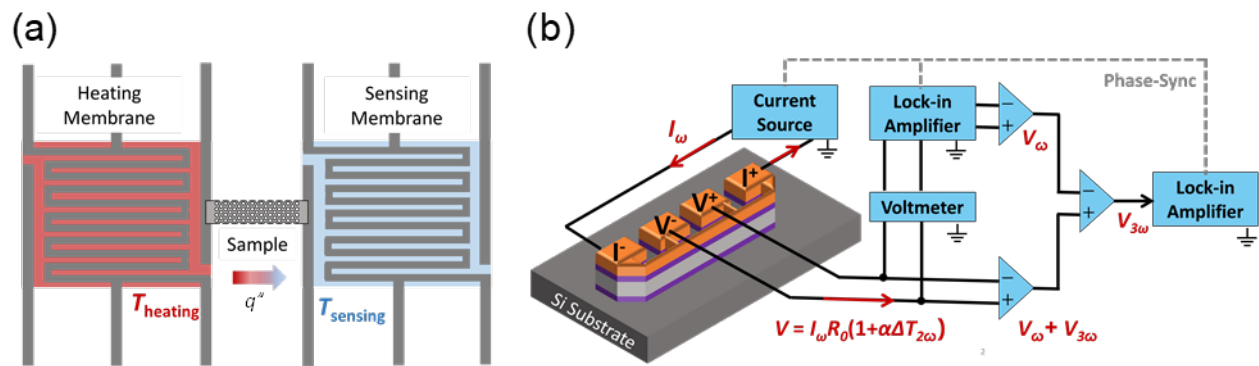 (a)
Heating
Membrane
Sensing
Membrane
Sample
q"
T_heating
T_sensing
(b)
Phase-Sync
Current
Source
Lock-in
Amplifier
I_ω
V_ω
I⁺
V⁺
V⁻
I⁻
Voltmeter
Lock-in
Amplifier
V_3ω
Si Substrate
V = I_ωR_0(1+αΔT_2ω)
V_ω + V_3ω
2